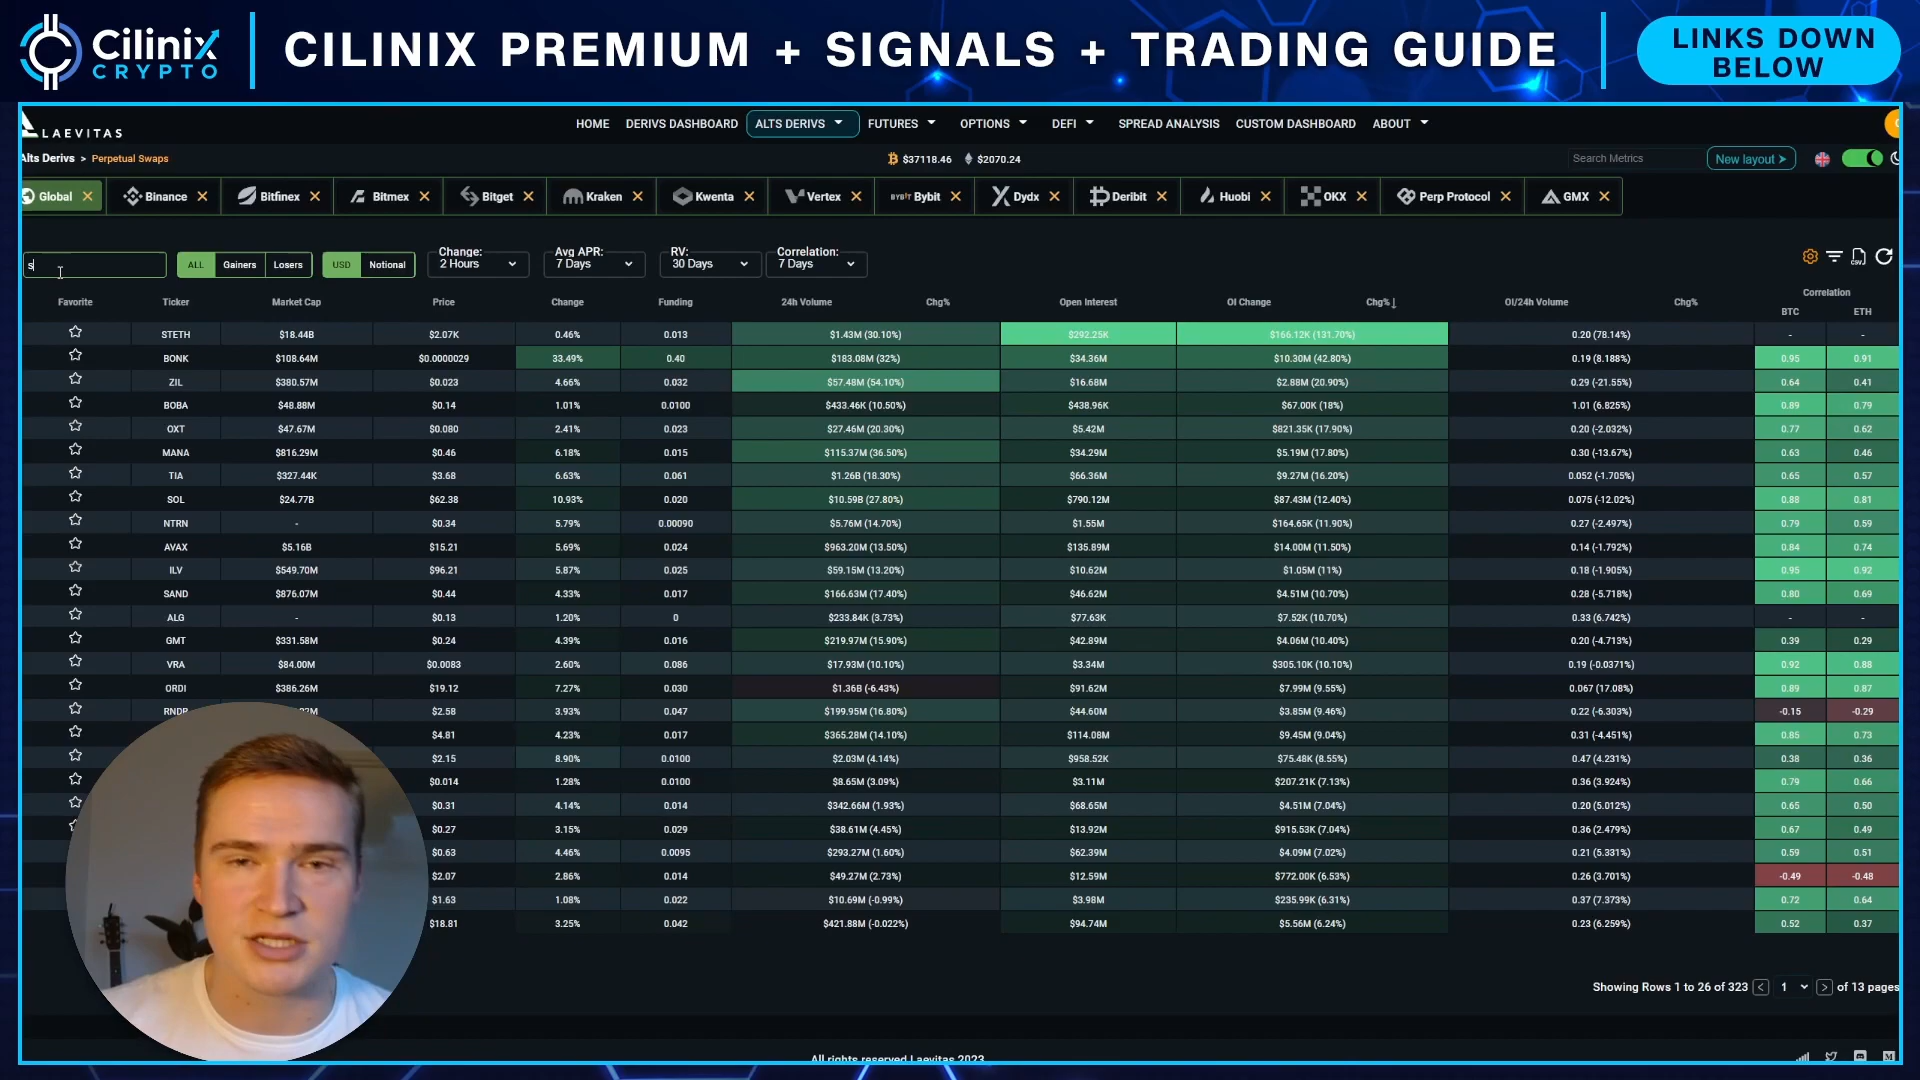 Cilinix
CRYPTO
CILINIX PREMIUM + SIGNALS + TRADING GUIDE
LINKS DOWN
BELOW
LAEVITAS
HOME DERIVS DASHBOARD ALTS DERIVS FUTURES OPTIONS DEFI SPREAD ANALYSIS CUSTOM DASHBOARD ABOUT
Alts Derivs > Perpetual Swaps $37118.46 $2070.24 Search Metrics New layout
Global Binance Bitfinex Bitmex Bitget Kraken Kwenta Vertex BYBIT Bybit Dydx Deribit Huobi OKX Perp Protocol GMX
Change: Avg APR: RV: Correlation:
s ALL Gainers Losers USD Notional 2 Hours 7 Days 30 Days 7 Days CSV
Favorite Ticker Market Cap Price Change Funding 24h Volume Chg% Open Interest OI Change Chg%↓ OI/24h Volume Chg% Correlation
BTC ETH
STETH $18.44B $2.07K 0.46% 0.013 $1.43M (30.10%) $292.25K $166.12K (131.70%) 0.20 (78.14%) - -
BONK $108.64M $0.0000029 33.49% 0.40 $183.08M (32%) $34.36M $10.30M (42.80%) 0.19 (8.188%) 0.95 0.91
ZIL $380.57M $0.023 4.66% 0.032 $57.48M (54.10%) $16.68M $2.88M (20.90%) 0.29 (-21.55%) 0.64 0.41
BOBA $48.88M $0.14 1.01% 0.0100 $433.46K (10.50%) $438.96K $67.00K (18%) 1.01 (6.825%) 0.89 0.79
OXT $47.67M $0.080 2.41% 0.023 $27.46M (20.30%) $5.42M $821.35K (17.90%) 0.20 (-2.032%) 0.77 0.62
MANA $816.29M $0.46 6.18% 0.015 $115.37M (36.50%) $34.29M $5.19M (17.80%) 0.30 (-13.67%) 0.63 0.46
TIA $327.44K $3.68 6.63% 0.061 $1.26B (18.30%) $66.36M $9.27M (16.20%) 0.052 (-1.705%) 0.65 0.57
SOL $24.77B $62.38 10.93% 0.020 $10.59B (27.80%) $790.12M $87.43M (12.40%) 0.075 (-12.02%) 0.88 0.81
NTRN - $0.34 5.79% 0.00090 $5.76M (14.70%) $1.55M $164.65K (11.90%) 0.27 (-2.497%) 0.79 0.59
AVAX $5.16B $15.21 5.69% 0.024 $963.20M (13.50%) $135.89M $14.00M (11.50%) 0.14 (-1.792%) 0.84 0.74
ILV $549.70M $96.21 5.87% 0.025 $59.15M (13.20%) $10.62M $1.05M (11%) 0.18 (-1.905%) 0.95 0.92
SAND $876.07M $0.44 4.33% 0.017 $166.63M (17.40%) $46.62M $4.51M (10.70%) 0.28 (-5.718%) 0.80 0.69
ALG - $0.13 1.20% 0 $233.84K (3.73%) $77.63K $7.52K (10.70%) 0.33 (6.742%) - -
GMT $331.58M $0.24 4.39% 0.016 $219.97M (15.90%) $42.89M $4.06M (10.40%) 0.20 (-4.713%) 0.39 0.29
VRA $84.00M $0.0083 2.60% 0.086 $17.93M (10.10%) $3.34M $305.10K (10.10%) 0.19 (-0.0371%) 0.92 0.88
ORDI $386.26M $19.12 7.27% 0.030 $1.36B (-6.43%) $91.62M $7.99M (9.55%) 0.067 (17.08%) 0.89 0.87
RNDR $2.58 3.93% 0.047 $199.95M (16.80%) $44.60M $3.85M (9.46%) 0.22 (-6.303%) -0.15 -0.29
$4.81 4.23% 0.017 $365.28M (14.10%) $114.08M $9.45M (9.04%) 0.31 (-4.451%) 0.85 0.73
$2.15 8.90% 0.0100 $2.03M (4.14%) $958.52K $75.48K (8.55%) 0.47 (4.231%) 0.38 0.36
$0.014 1.28% 0.0100 $8.65M (3.09%) $3.11M $207.21K (7.13%) 0.36 (3.924%) 0.79 0.66
$0.31 4.14% 0.014 $342.66M (1.93%) $68.65M $4.51M (7.04%) 0.20 (5.012%) 0.65 0.50
$0.27 3.15% 0.029 $38.61M (4.45%) $13.92M $915.53K (7.04%) 0.36 (2.479%) 0.67 0.49
$0.63 4.46% 0.0095 $293.27M (1.60%) $62.39M $4.09M (7.02%) 0.21 (5.331%) 0.59 0.51
$2.07 2.86% 0.014 $49.27M (2.73%) $12.59M $772.00K (6.53%) 0.26 (3.701%) -0.49 -0.48
$1.63 1.08% 0.022 $10.69M (-0.99%) $3.98M $235.99K (6.31%) 0.37 (7.373%) 0.72 0.64
$18.81 3.25% 0.042 $421.88M (-0.022%) $94.74M $5.56M (6.24%) 0.23 (6.259%) 0.52 0.37
Showing Rows 1 to 26 of 323 < 1 > of 13 pages
All rights reserved Laevitas 2023